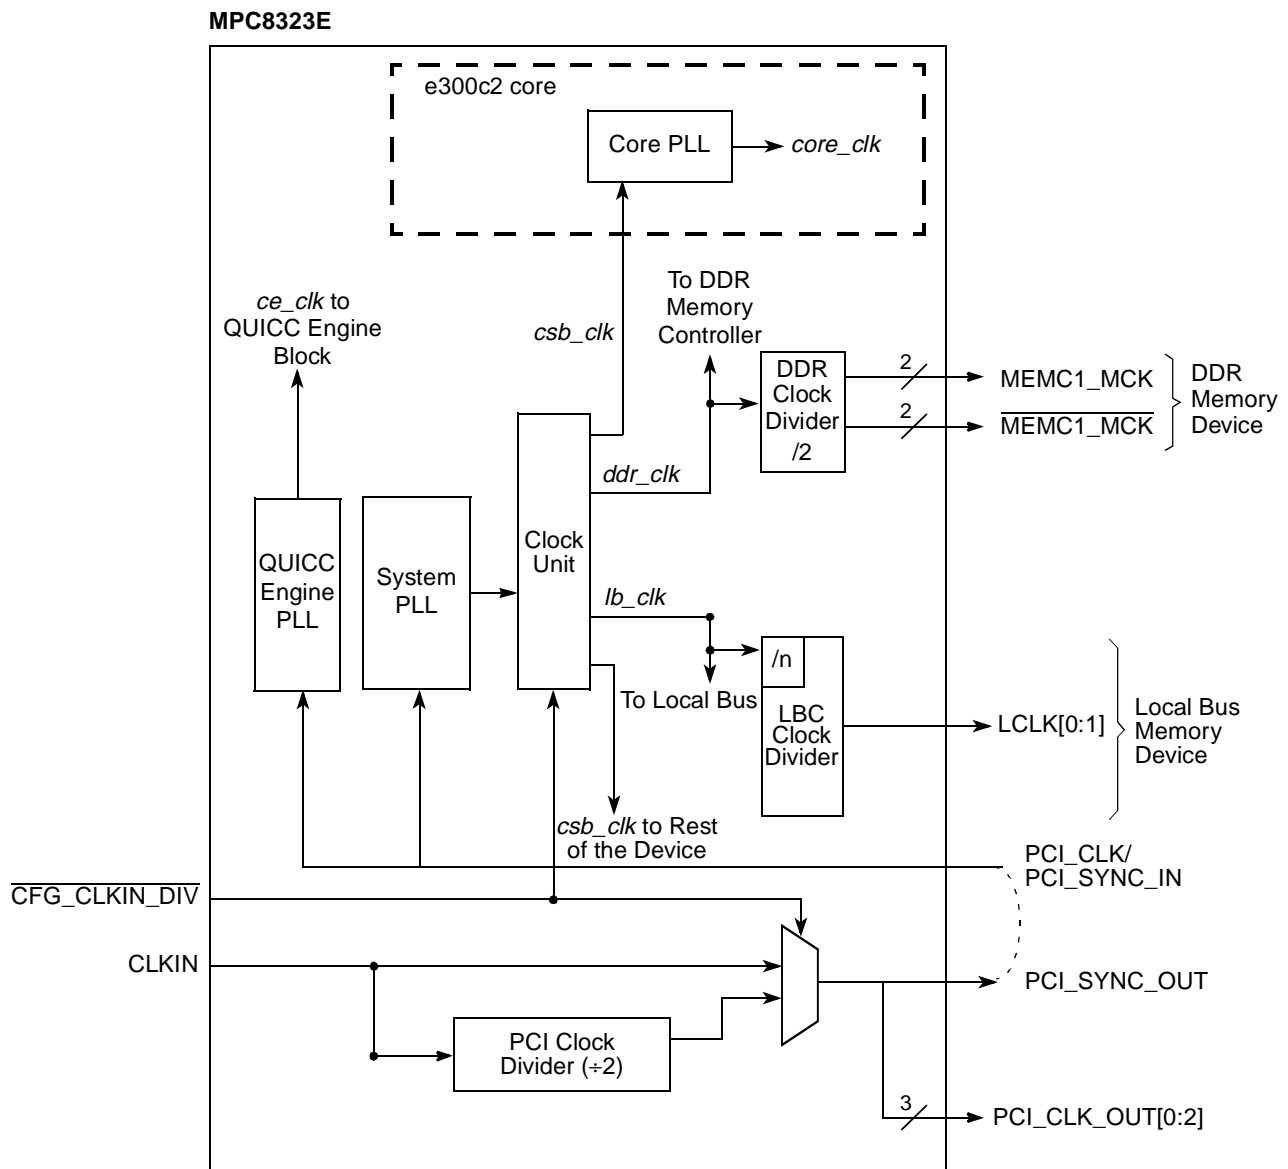 MPC8323E
e300c2 core
Core PLL
core_clk
To DDR
Memory
Controller
ce_clk to
QUICC Engine
Block
csb_clk
DDR
Clock
Divider
/2
2
2
MEMC1_MCK
MEMC1_MCK
DDR
Memory
Device
ddr_clk
QUICC
Engine
PLL
System
PLL
Clock
Unit
lb_clk
/n
To Local Bus
LBC
Clock
Divider
LCLK[0:1]
Local Bus
Memory
Device
csb_clk to Rest
of the Device
PCI_CLK/
PCI_SYNC_IN
CFG_CLKIN_DIV
CLKIN
PCI_SYNC_OUT
PCI Clock
Divider (÷2)
3
PCI_CLK_OUT[0:2]